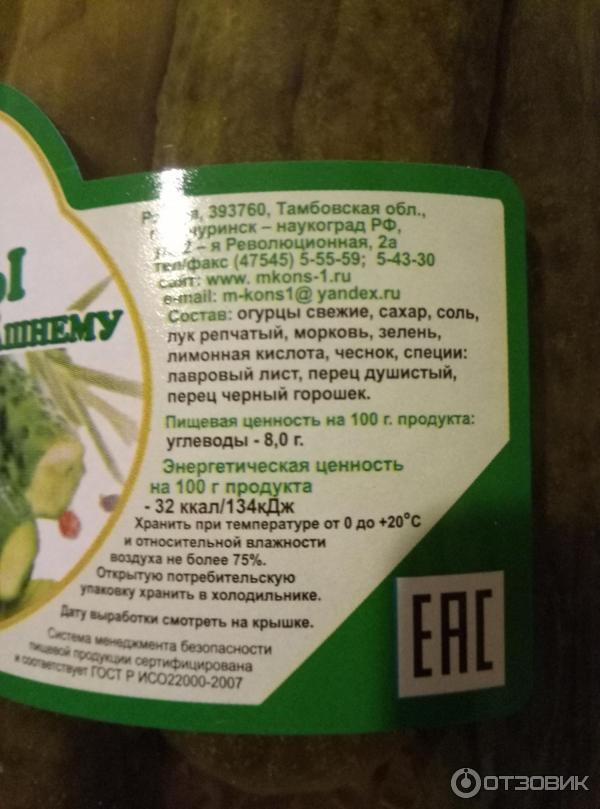 Ы
393760, Тамбовская обл.,
– наукоград РФ,
– я Революционная, 2а
тел/факс (47545) 5-55-59; 5-43-30
сайт: www. mkons-1.ru
e-mail: m-kons1@ yandex.ru
Состав: огурцы свежие, сахар, соль,
лук репчатый, морковь, зелень,
лимонная кислота, чеснок, специи:
лавровый лист, перец душистый,
перец черный горошек.
Пищевая ценность на 100 г. продукта:
углеводы - 8,0 г.
Энергетическая ценность
на 100 г продукта
- 32 ккал/134кДж
Хранить при температуре от 0 до +20°С
и относительной влажности
воздуха не более 75%.
Открытую потребительскую
упаковку хранить в холодильнике.
Дату выработки смотреть на крышке.
Система менеджмента безопасности
пищевой продукции сертифицирована
и соответствует ГОСТ Р ИСО22000-2007
ЕАС
ОТЗОВИК